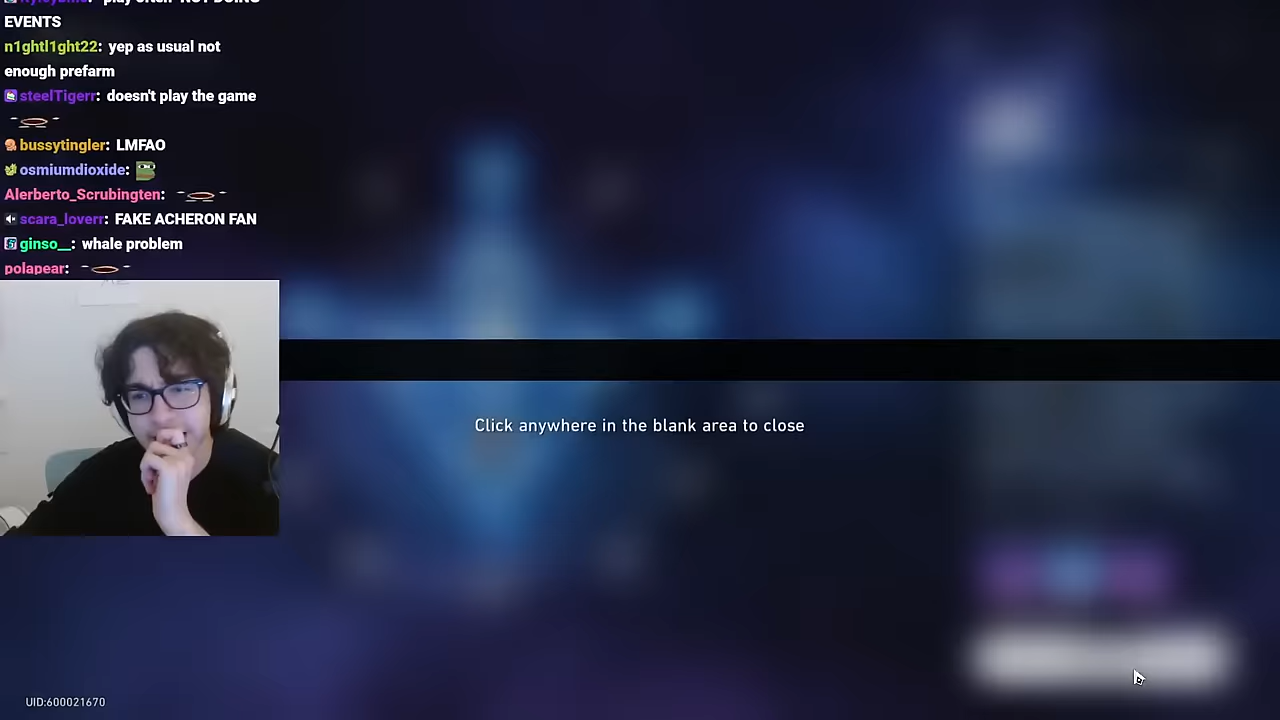 EVENTS
n1ghtl1ght22: yep as usual not
enough prefarm
steelTigerr: doesn't play the game
bussytingler: LMFAO
osmiumdioxide:
Alerberto_Scrubington:
scara_loverr: FAKE ACHERON FAN
ginso__: whale problem
polapear:
Click anywhere in the blank area to close
UID:600021670